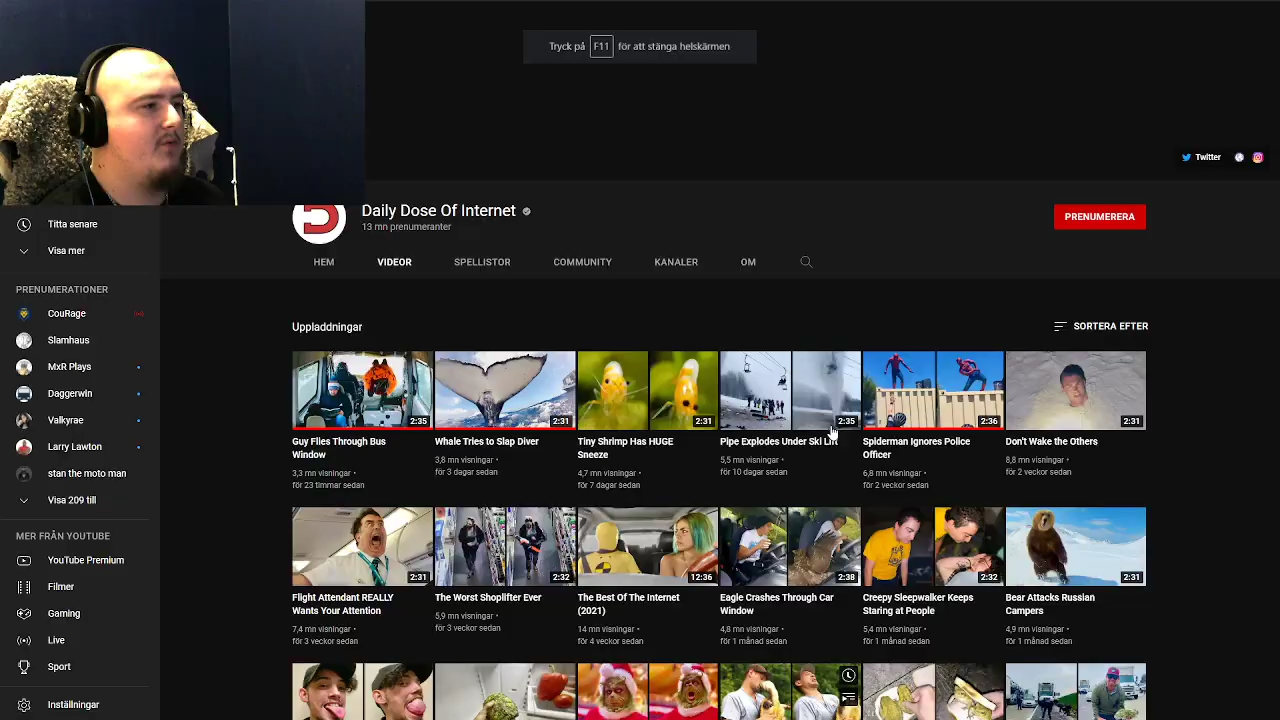 Tryck på F11 för att stänga helskärmen
Twitter
Daily Dose Of Internet
13 mn prenumeranter
PRENUMERERA
HEM VIDEOR SPELLISTOR COMMUNITY KANALER OM
Titta senare
Visa mer
PRENUMERATIONER
CouRage
Slamhaus
MxR Plays
Daggerwin
Valkyrae
Larry Lawton
stan the moto man
Visa 209 till
MER FRÅN YOUTUBE
YouTube Premium
Filmer
Gaming
Live
Sport
Inställningar
Uppladdningar
SORTERA EFTER
2:35
Guy Flies Through Bus
Window
3,3 mn visningar •
för 23 timmar sedan
2:31
Whale Tries to Slap Diver
3,8 mn visningar •
för 3 dagar sedan
2:31
Tiny Shrimp Has HUGE
Sneeze
4,7 mn visningar •
för 7 dagar sedan
2:35
Pipe Explodes Under Ski
5,5 mn visningar •
för 10 dagar sedan
2:36
Spiderman Ignores Police
Officer
6,8 mn visningar •
för 2 veckor sedan
2:31
Don't Wake the Others
8,8 mn visningar •
för 2 veckor sedan
2:31
Flight Attendant REALLY
Wants Your Attention
7,4 mn visningar •
för 3 veckor sedan
2:32
The Worst Shoplifter Ever
5,9 mn visningar •
för 3 veckor sedan
12:36
The Best Of The Internet
(2021)
14 mn visningar •
för 4 veckor sedan
2:38
Eagle Crashes Through Car
Window
4,8 mn visningar •
för 1 månad sedan
2:32
Creepy Sleepwalker Keeps
Staring at People
5,4 mn visningar •
för 1 månad sedan
2:31
Bear Attacks Russian
Campers
4,9 mn visningar •
för 1 månad sedan